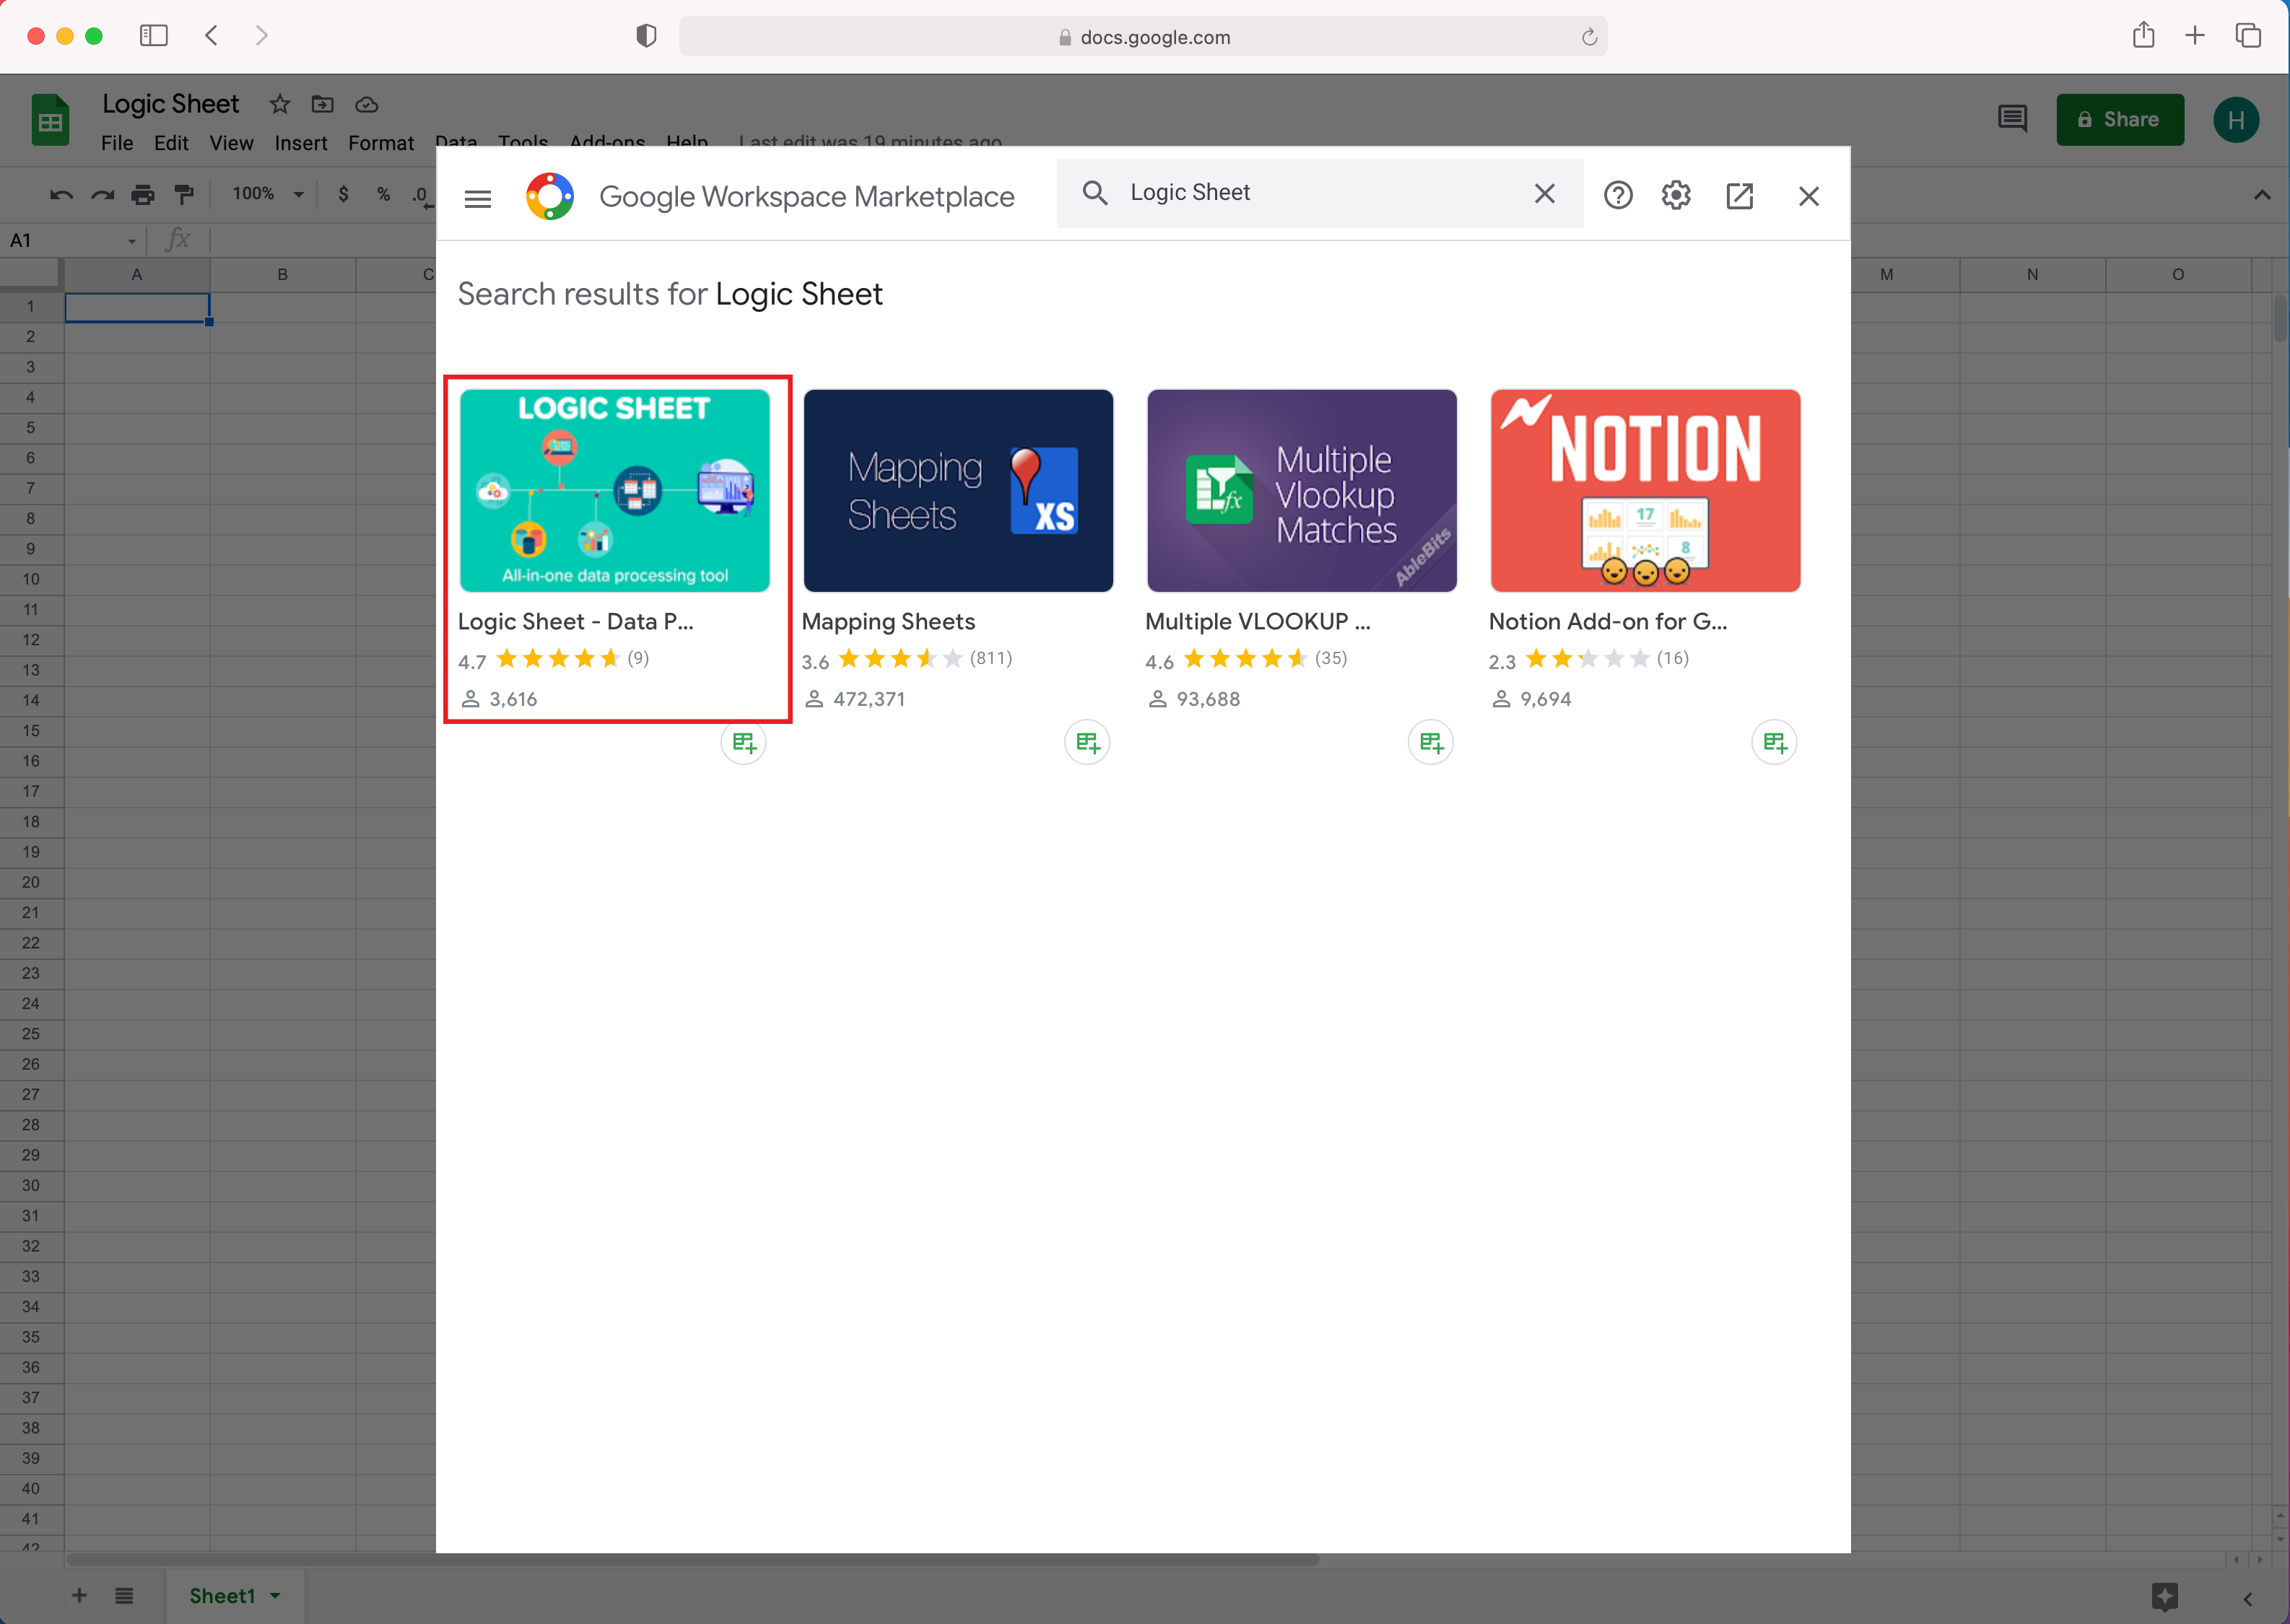 docs.google.com
Logic Sheet
File Edit View Insert Format Data Tools Add-ons Help Last edit was 19 minutes ago
Share
H
100% $ % .0
Google Workspace Marketplace
Logic Sheet
A1 fx
A B C M N O
Search results for Logic Sheet
LOGIC SHEET
All-in-one data processing tool
Logic Sheet - Data P...
4.7 (9)
3,616
Mapping
Sheets
XS
Mapping Sheets
3.6 (811)
472,371
fx
Multiple
Vlookup
Matches
AbleBits
Multiple VLOOKUP ...
4.6 (35)
93,688
NOTION
17
8
Notion Add-on for G...
2.3 (16)
9,694
1
2
3
4
5
6
7
8
9
10
11
12
13
14
15
16
17
18
19
20
21
22
23
24
25
26
27
28
29
30
31
32
33
34
35
36
37
38
39
40
41
42
Sheet1